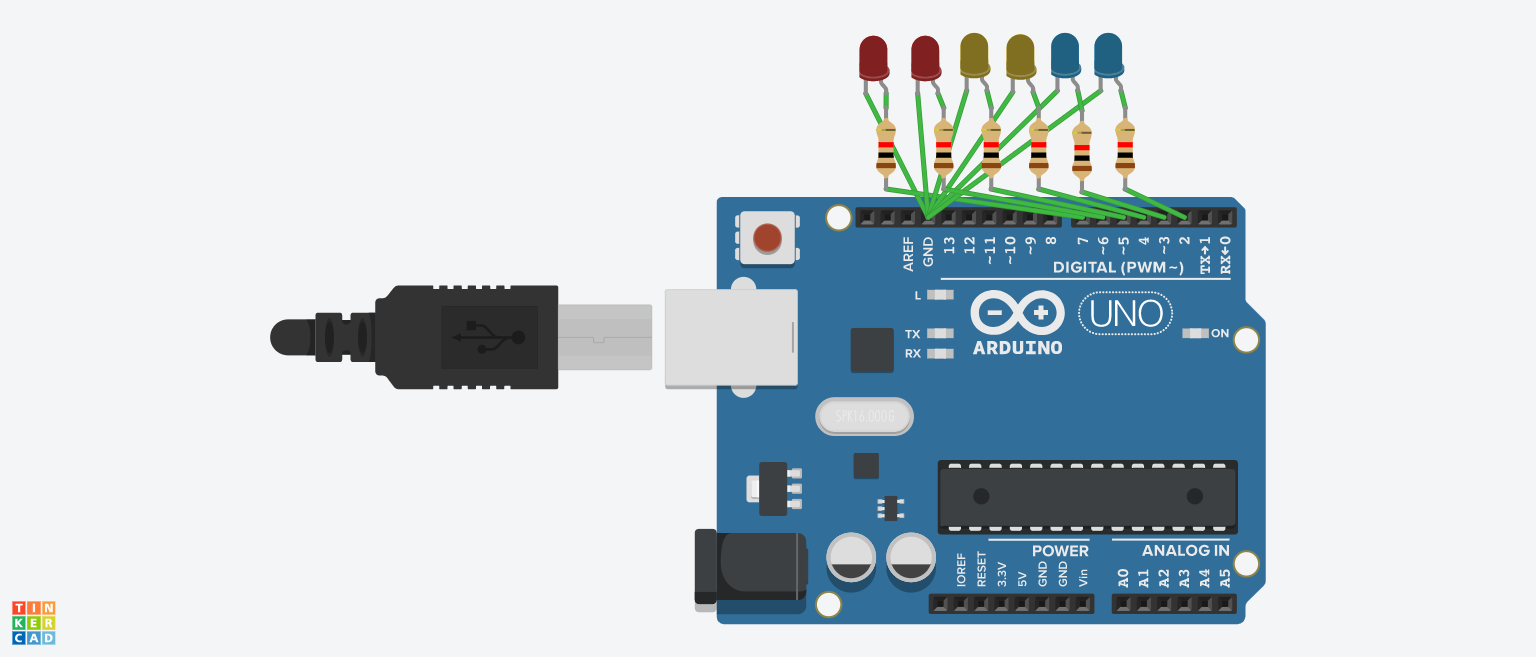 AREF
GND
13
12
~11
~10
~9
8
7
~6
~5
4
~3
2
TX→1
RX←0
DIGITAL (PWM~)
L
TX
RX
ARDUINO
UNO
ON
SPK16.000G
POWER
ANALOG IN
IOREF
RESET
3.3V
5V
GND
GND
Vin
A0
A1
A2
A3
A4
A5
TIN
KER
CAD